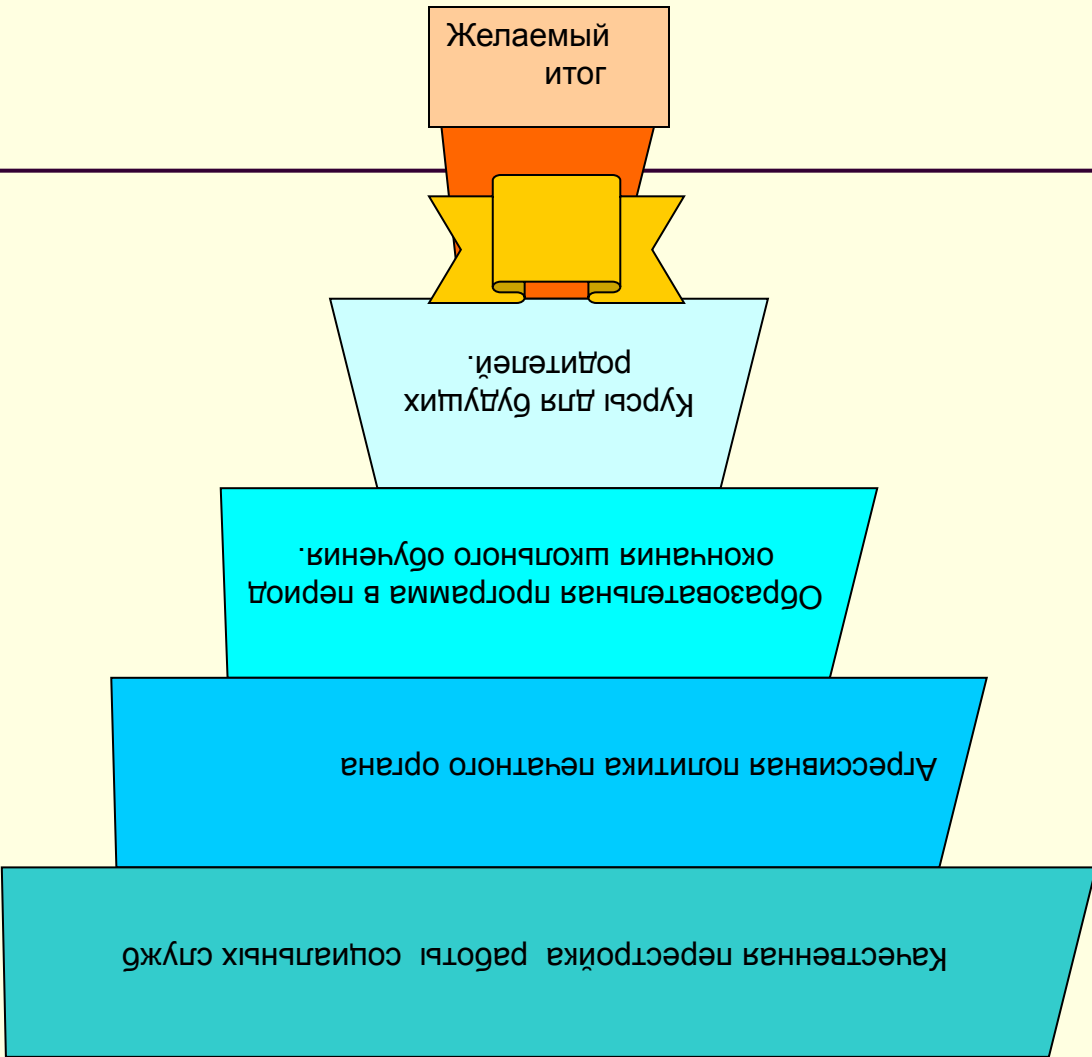 Желаемый
итог
Курсы для будущих
родителей.
Образовательная программа в период
окончания школьного обучения.
Агрессивная политика печатного органа
Качественная перестройка работы социальных служб